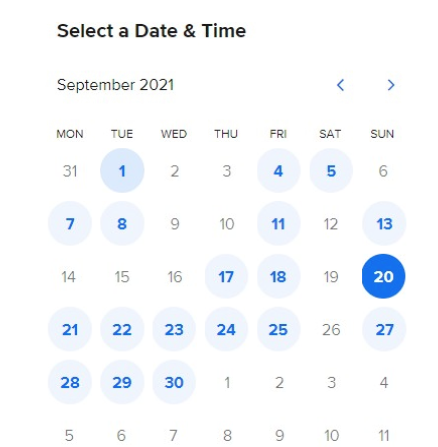 Select a Date & Time
September 2021
MON TUE WED THU FRI SAT SUN
31 1 2 3 4 5 6
7 8 9 10 11 12 13
14 15 16 17 18 19 20
21 22 23 24 25 26 27
28 29 30 1 2 3 4
5 6 7 8 9 10 11